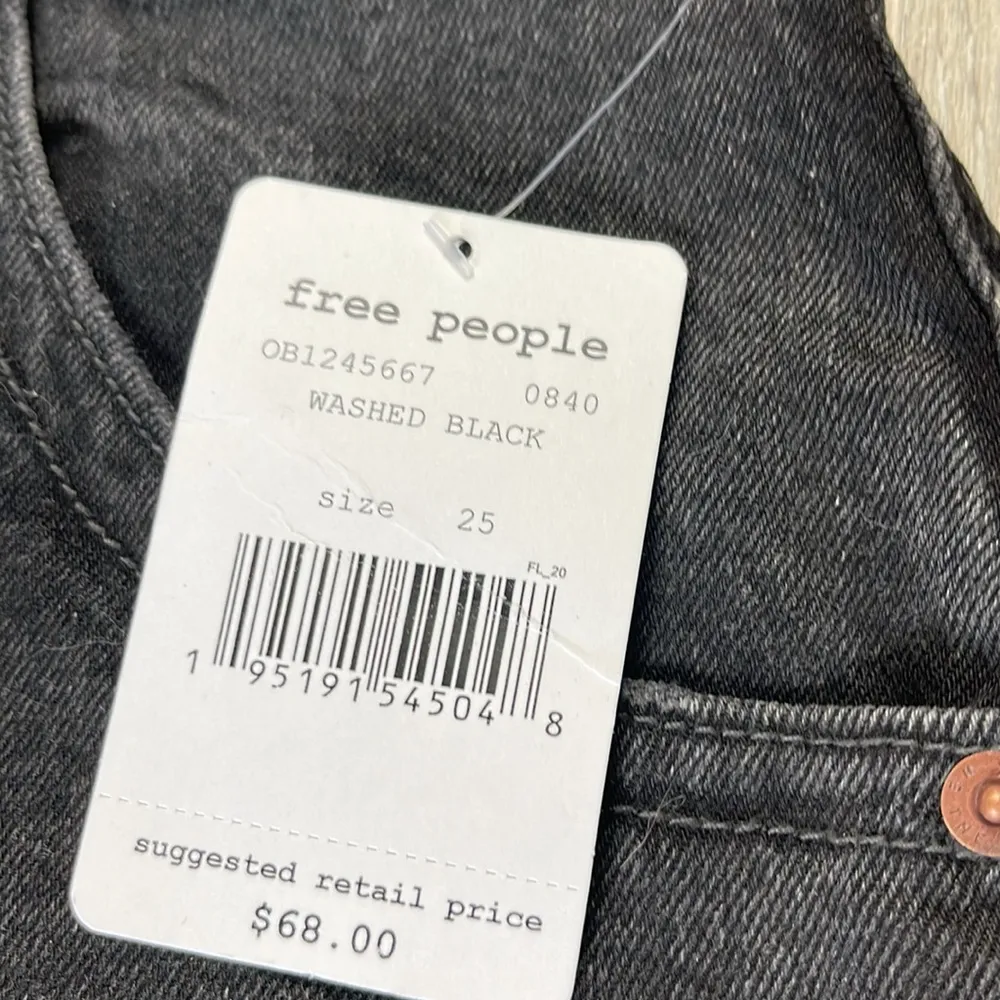 free people
OB1245667 0840
WASHED BLACK
size 25
FL_20
1 95191 54504 8
suggested retail price
$68.00